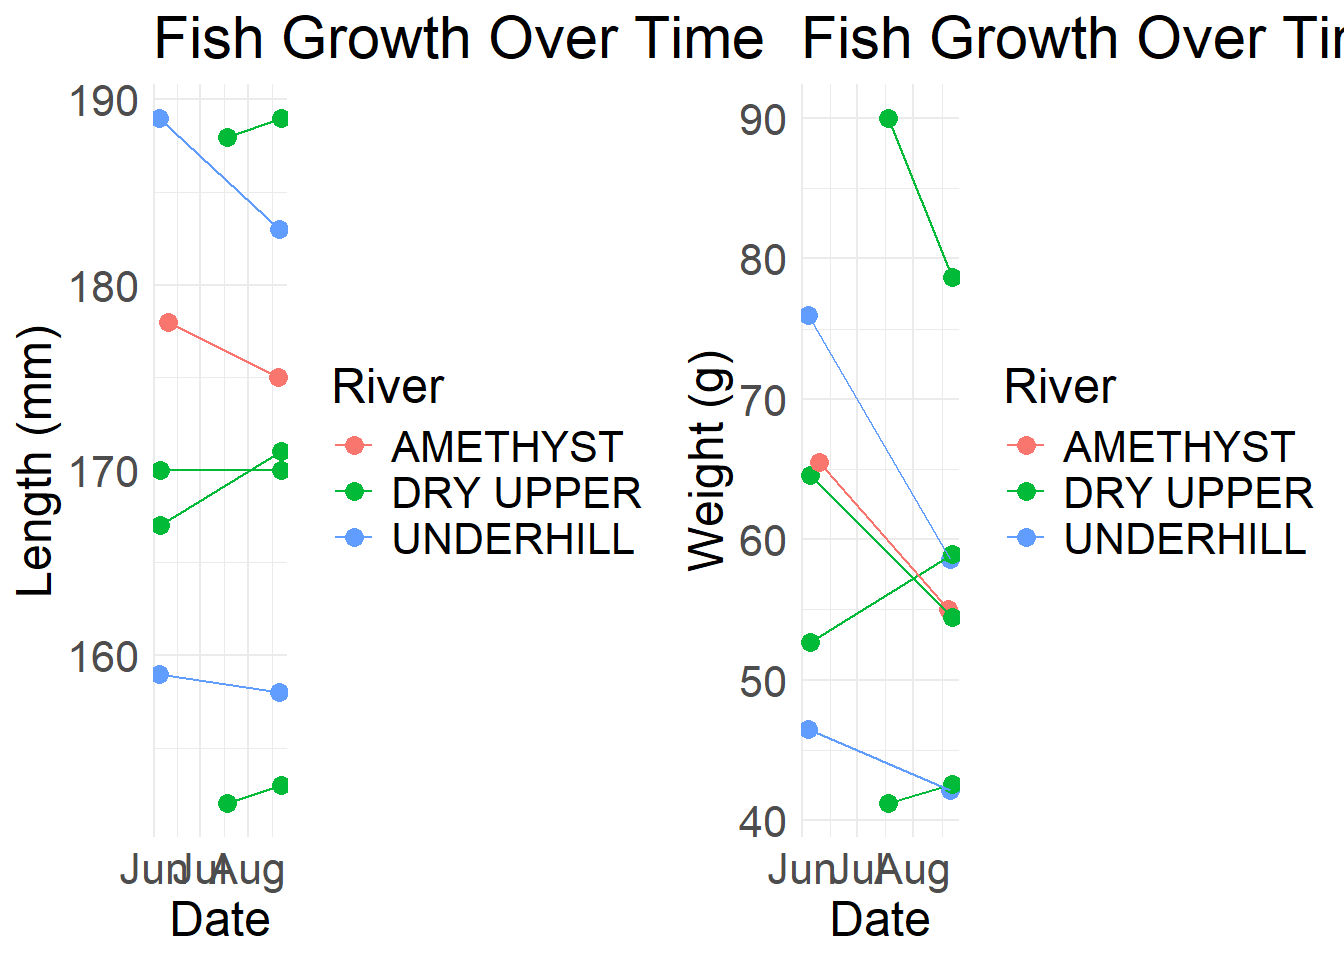 Fish Growth Over Time
190
180
170
160
Length (mm)
Jun
Jul
Aug
Date
River
AMETHYST
DRY UPPER
UNDERHILL
Fish Growth Over Tim
90
80
70
60
50
40
Weight (g)
Jun
Jul
Aug
Date
River
AMETHYST
DRY UPPER
UNDERHILL